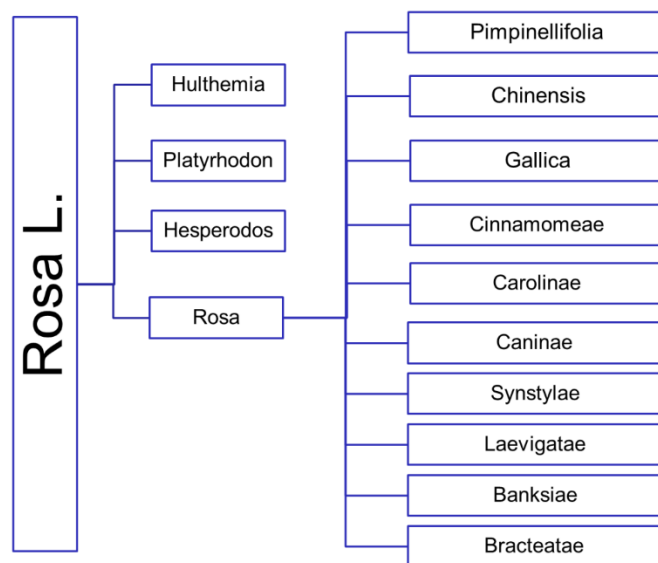 Rosa L.
Hulthemia
Platyrhodon
Hesperodos
Rosa
Pimpinellifolia
Chinensis
Gallica
Cinnamomeae
Carolinae
Caninae
Synstylae
Laevigatae
Banksiae
Bracteatae